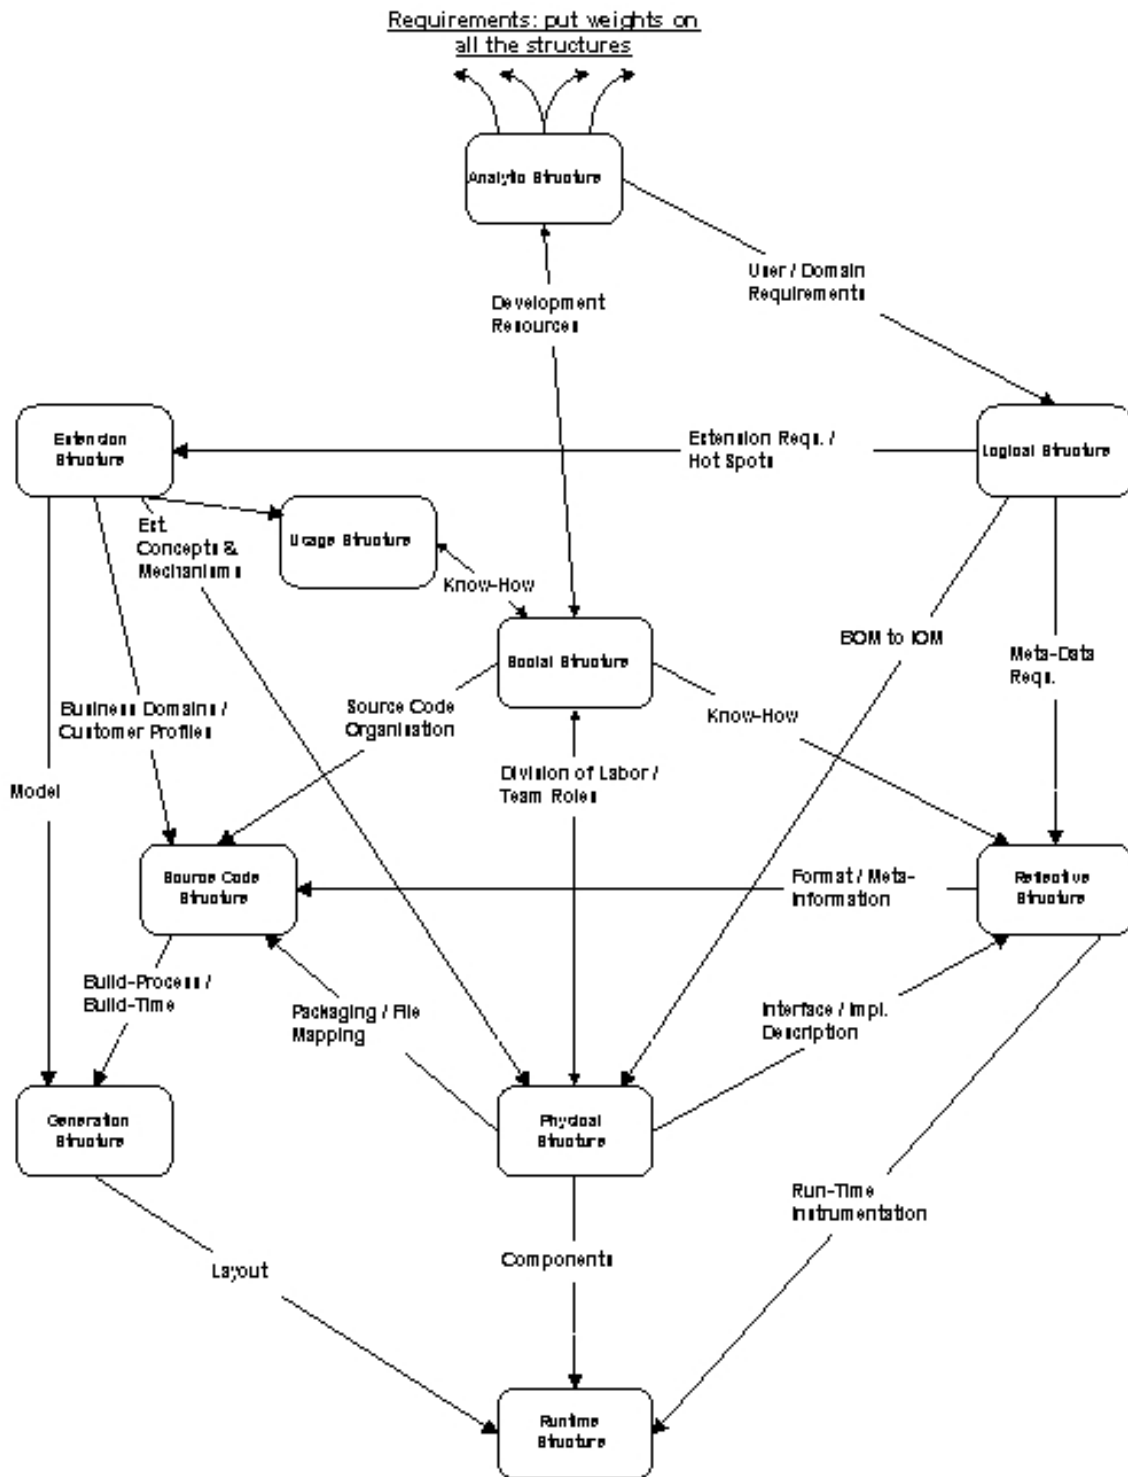 Requirements: put weights on
all the structures
Analytic Structure
User / Domain
Requirements
Development
Resources
Extension
Structure
Extension Reqs. /
Hot Spots
Logical Structure
Ext.
Concepts &
Mechanisms
Usage Structure
Know-How
Social Structure
BOM to IOM
Meta-Data
Reqs.
Business Domains /
Customer Profiles
Source Code
Organisation
Know-How
Model
Division of Labor /
Team Roles
Source Code
Structure
Format / Meta-
Information
Reflective
Structure
Build-Process /
Build-Time
Packaging / File
Mapping
Interface / Impl.
Description
Generation
Structure
Physical
Structure
Run-Time
Instrumentation
Layout
Components
Runtime
Structure